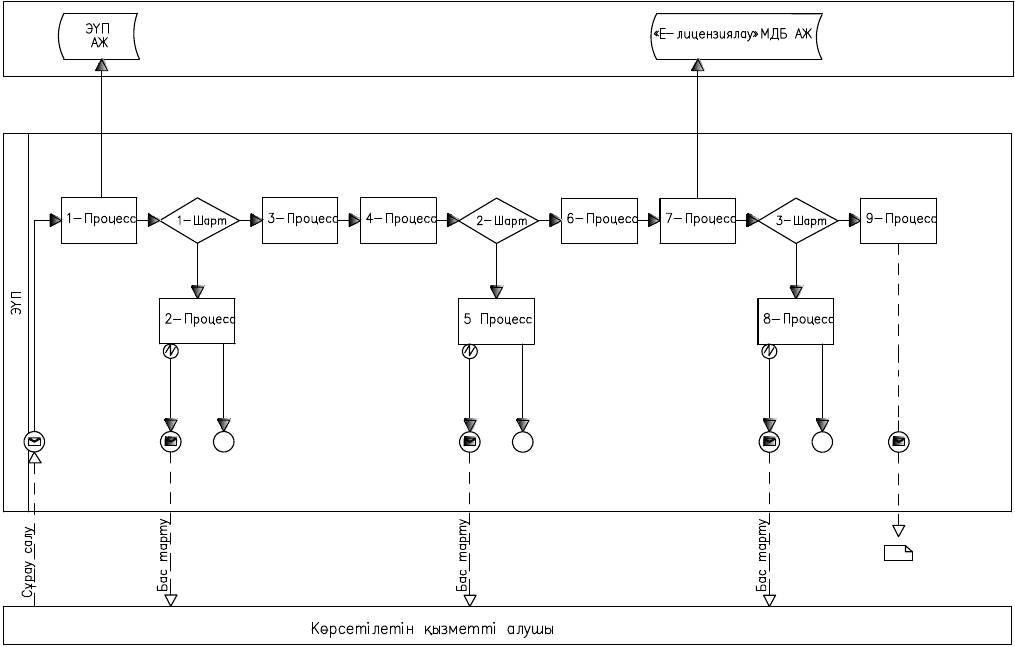 ЭҮП
АЖ
«Е-лицензиялау» МДБ АЖ
ЭҮП
1-Процесс
1-Шарт
3-Процесс
4-Процесс
2-Шарт
6-Процесс
7-Процесс
3-Шарт
9-Процесс
2-Процесс
5 Процесс
8-Процесс
Сұрау салу
Бас тарту
Бас тарту
Бас тарту
Көрсетілетін қызметті алушы